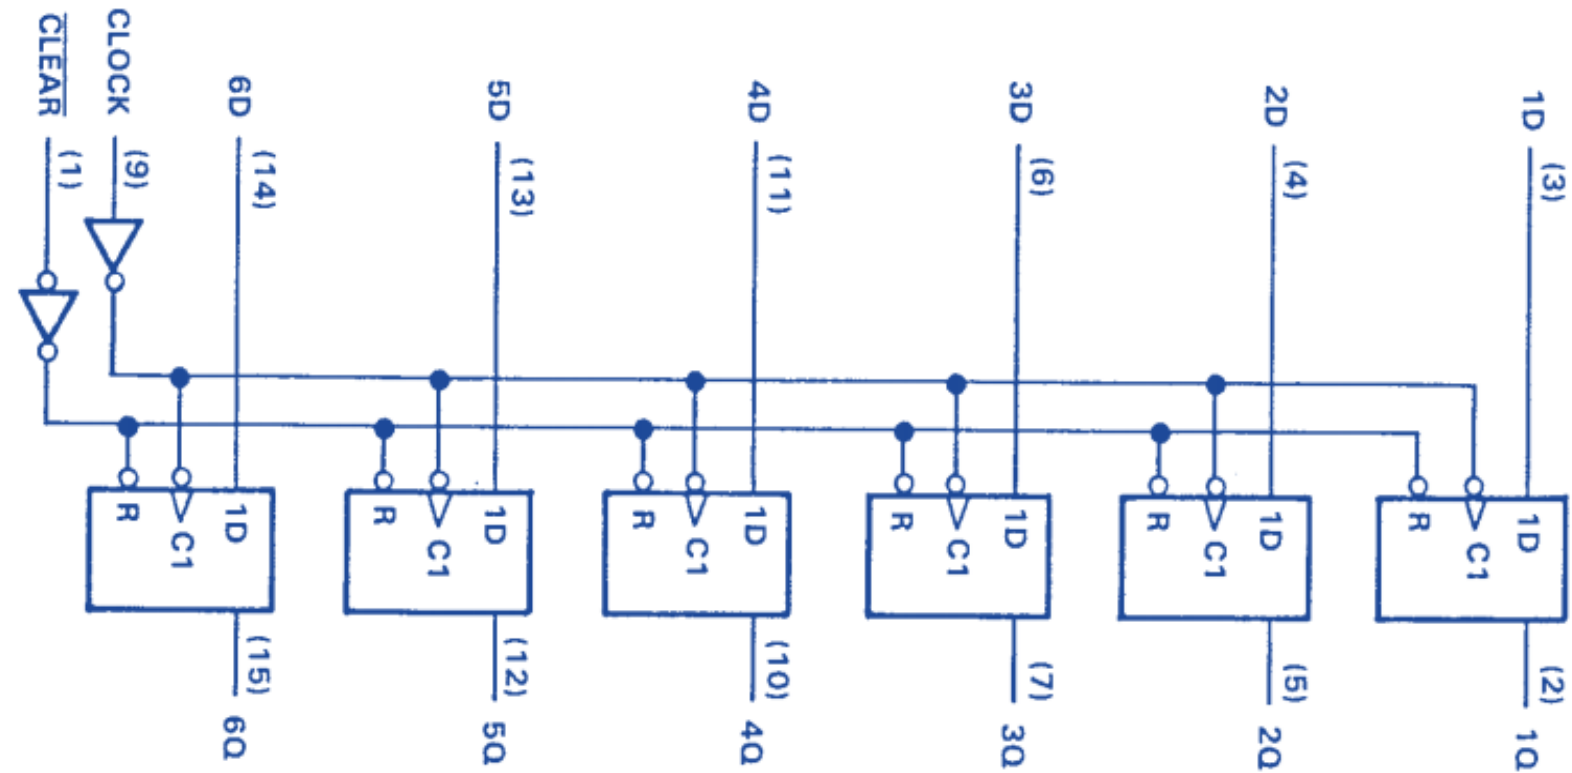 CLEAR
(1)
CLOCK
(9)
6D
(14)
5D
(13)
4D
(11)
3D
(6)
2D
(4)
1D
(3)
R
C1
1D
R
C1
1D
R
C1
1D
R
C1
1D
R
C1
1D
R
C1
1D
(15)
6Q
(12)
5Q
(10)
4Q
(7)
3Q
(5)
2Q
(2)
1Q